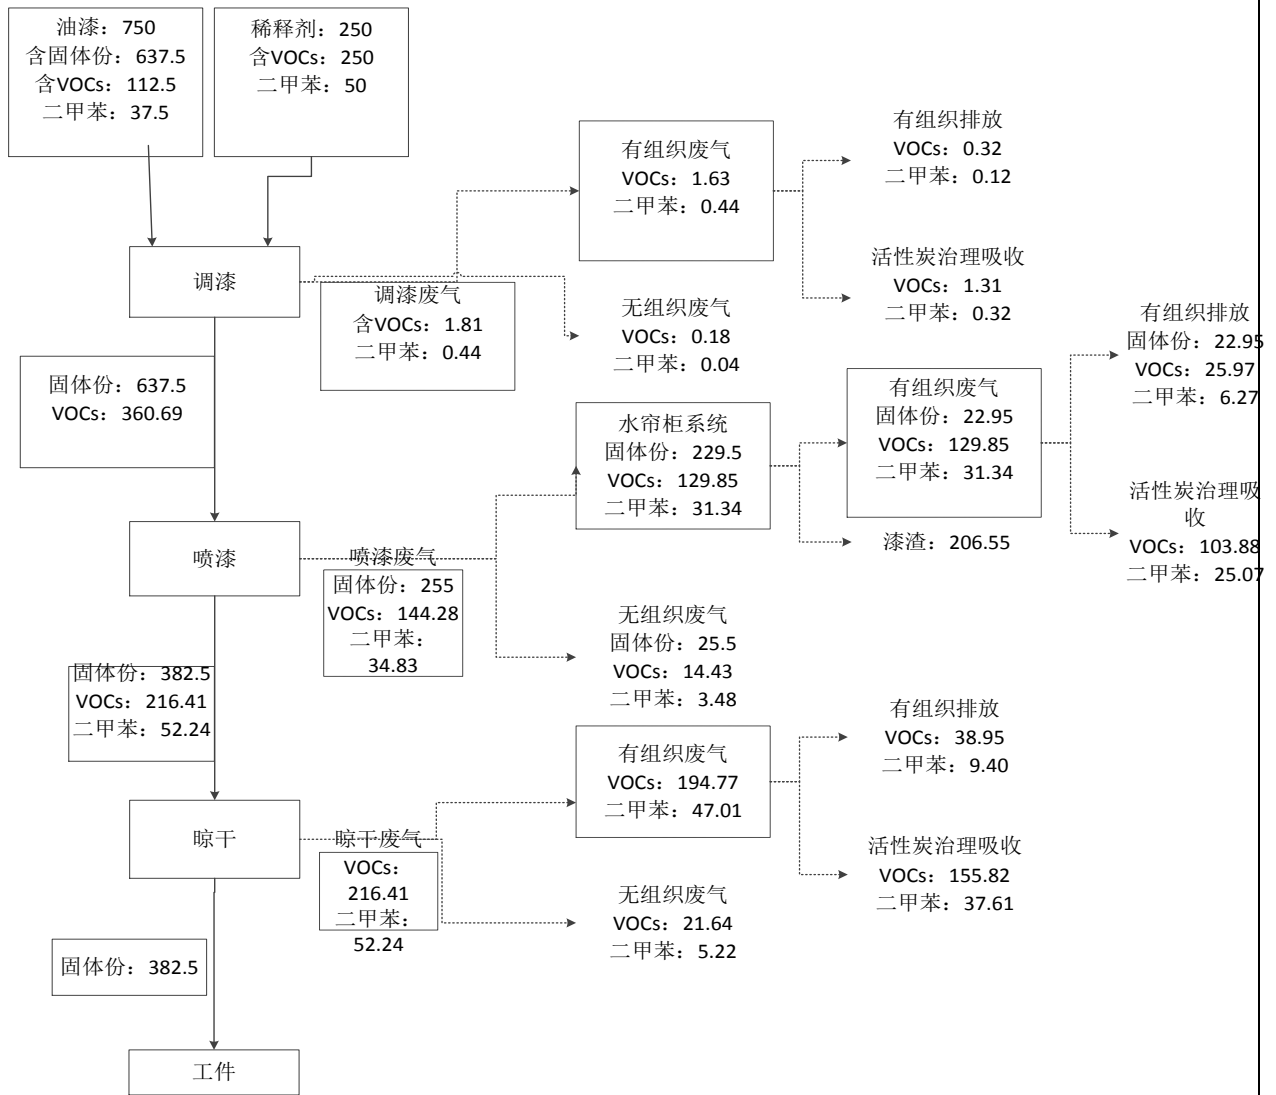 油漆：750
含固体份：637.5
含VOCs：112.5
二甲苯：37.5
稀释剂：250
含VOCs：250
二甲苯：50
调漆
调漆废气
含VOCs：1.81
二甲苯：0.44
有组织废气
VOCs：1.63
二甲苯：0.44
有组织排放
VOCs：0.32
二甲苯：0.12
活性炭治理吸收
VOCs：1.31
二甲苯：0.32
无组织废气
VOCs：0.18
二甲苯：0.04
固体份：637.5
VOCs：360.69
喷漆
喷漆废气
固体份：255
VOCs：144.28
二甲苯：
34.83
水帘柜系统
固体份：229.5
VOCs：129.85
二甲苯：31.34
有组织废气
固体份：22.95
VOCs：129.85
二甲苯：31.34
有组织排放
固体份：22.95
VOCs：25.97
二甲苯：6.27
活性炭治理吸
收
VOCs：103.88
二甲苯：25.07
漆渣：206.55
无组织废气
固体份：25.5
VOCs：14.43
二甲苯：3.48
固体份：382.5
VOCs：216.41
二甲苯：52.24
晾干
晾干废气
VOCs：
216.41
二甲苯：
52.24
有组织废气
VOCs：194.77
二甲苯：47.01
有组织排放
VOCs：38.95
二甲苯：9.40
活性炭治理吸收
VOCs：155.82
二甲苯：37.61
无组织废气
VOCs：21.64
二甲苯：5.22
固体份：382.5
工件